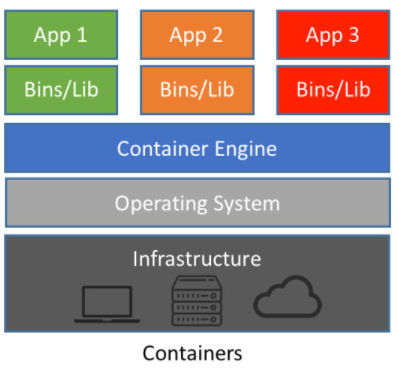 App 1
App 2
App 3
Bins/Lib
Bins/Lib
Bins/Lib
Container Engine
Operating System
Infrastructure
Containers